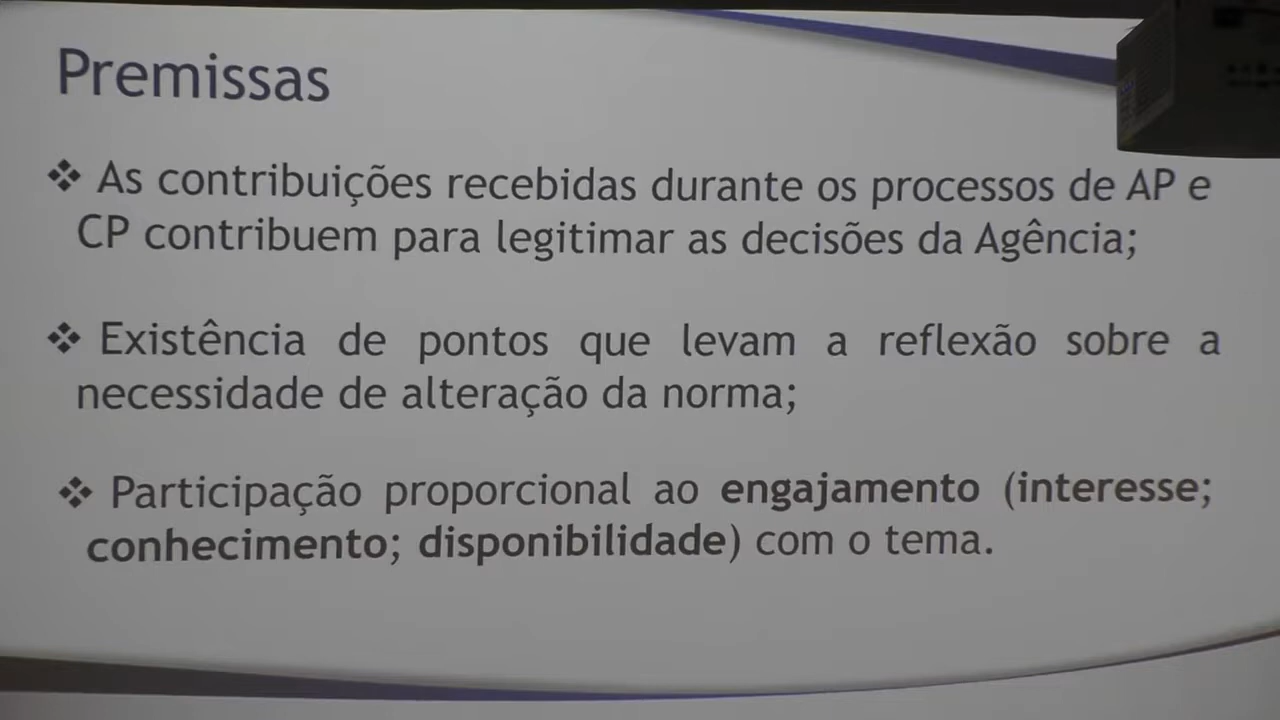 Premissas
❖ As contribuições recebidas durante os processos de AP e
CP contribuem para legitimar as decisões da Agência;
❖ Existência de pontos que levam a reflexão sobre a
necessidade de alteração da norma;
❖ Participação proporcional ao engajamento (interesse;
conhecimento; disponibilidade) com o tema.